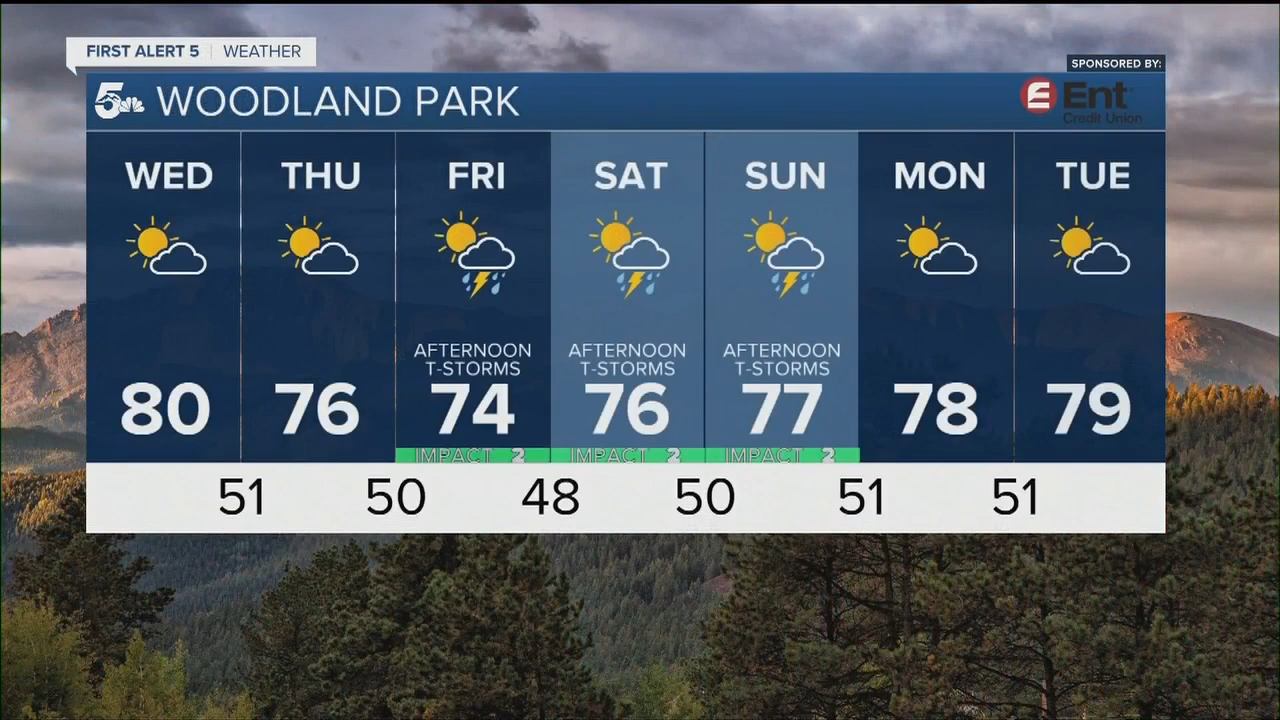 FIRST ALERT 5 | WEATHER
SPONSORED BY:
5 WOODLAND PARK
Ent
Credit Union
WED THU FRI SAT SUN MON TUE
AFTERNOON AFTERNOON AFTERNOON
T-STORMS T-STORMS T-STORMS
80 76 74 76 77 78 79
IMPACT 2 IMPACT 2 IMPACT 2
51 50 48 50 51 51